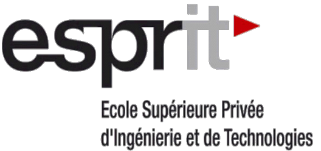 esprit
Ecole Supérieure Privée
d'Ingénierie et de Technologies